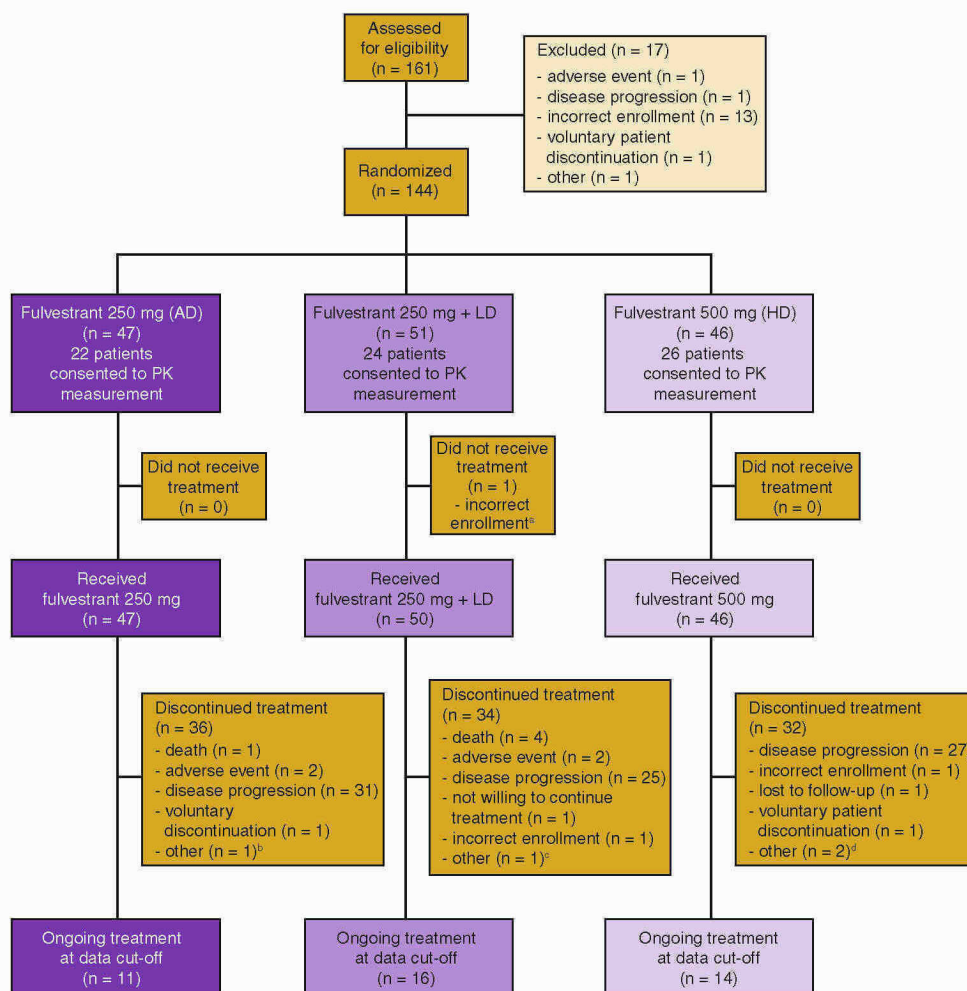 Assessed
for eligibility
(n = 161)
Excluded (n = 17)
- adverse event (n = 1)
- disease progression (n = 1)
- incorrect enrollment (n = 13)
- voluntary patient
discontinuation (n = 1)
- other (n = 1)
Randomized
(n = 144)
Fulvestrant 250 mg (AD)
(n = 47)
22 patients
consented to PK
measurement
Fulvestrant 250 mg + LD
(n = 51)
24 patients
consented to PK
measurement
Fulvestrant 500 mg (HD)
(n = 46)
26 patients
consented to PK
measurement
Did not receive
treatment
(n = 0)
Did not receive
treatment
(n = 1)
- incorrect
enrollmentᵃ
Did not receive
treatment
(n = 0)
Received
fulvestrant 250 mg
(n = 47)
Received
fulvestrant 250 mg + LD
(n = 50)
Received
fulvestrant 500 mg
(n = 46)
Discontinued treatment
(n = 36)
- death (n = 1)
- adverse event (n = 2)
- disease progression (n = 31)
- voluntary
discontinuation (n = 1)
- other (n = 1)ᵇ
Discontinued treatment
(n = 34)
- death (n = 4)
- adverse event (n = 2)
- disease progression (n = 25)
- not willing to continue
treatment (n = 1)
- incorrect enrollment (n = 1)
- other (n = 1)ᶜ
Discontinued treatment
(n = 32)
- disease progression (n = 27
- incorrect enrollment (n = 1)
- lost to follow-up (n = 1)
- voluntary patient
discontinuation (n = 1)
- other (n = 2)ᵈ
Ongoing treatment
at data cut-off
(n = 11)
Ongoing treatment
at data cut-off
(n = 16)
Ongoing treatment
at data cut-off
(n = 14)